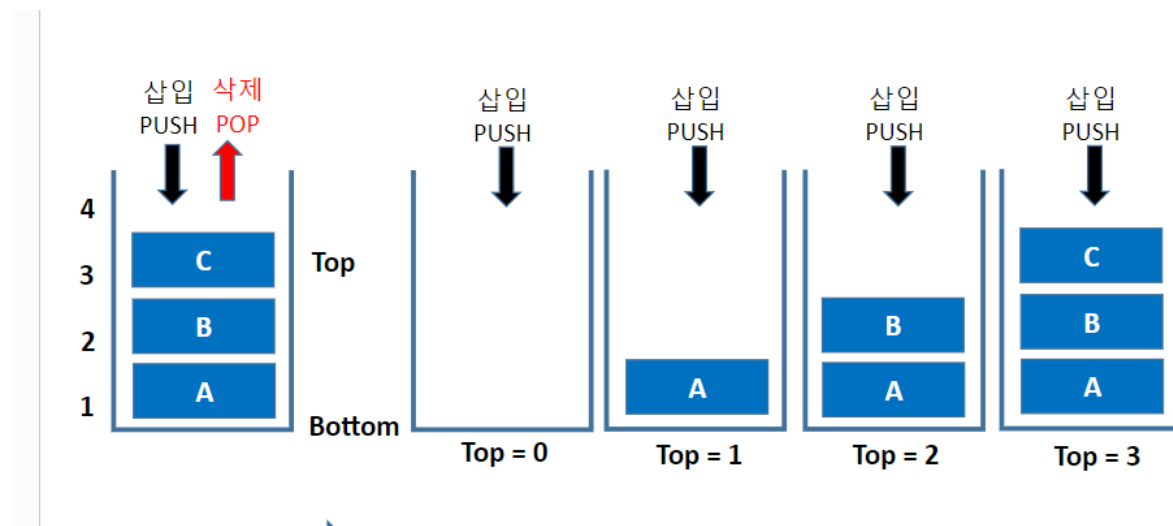 삽입 삭제
PUSH POP
4
3
2
1
C
B
A
Top
Bottom
삽입
PUSH
Top = 0
삽입
PUSH
A
Top = 1
삽입
PUSH
B
A
Top = 2
삽입
PUSH
C
B
A
Top = 3